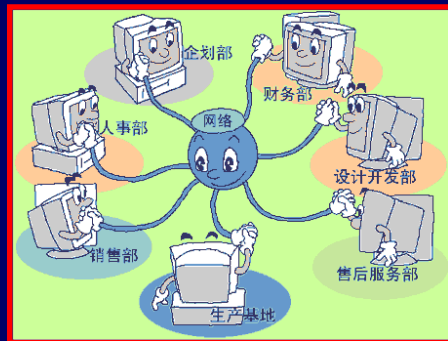 企划部
财务部
网络
人事部
设计开发部
销售部
售后服务部
生产基地